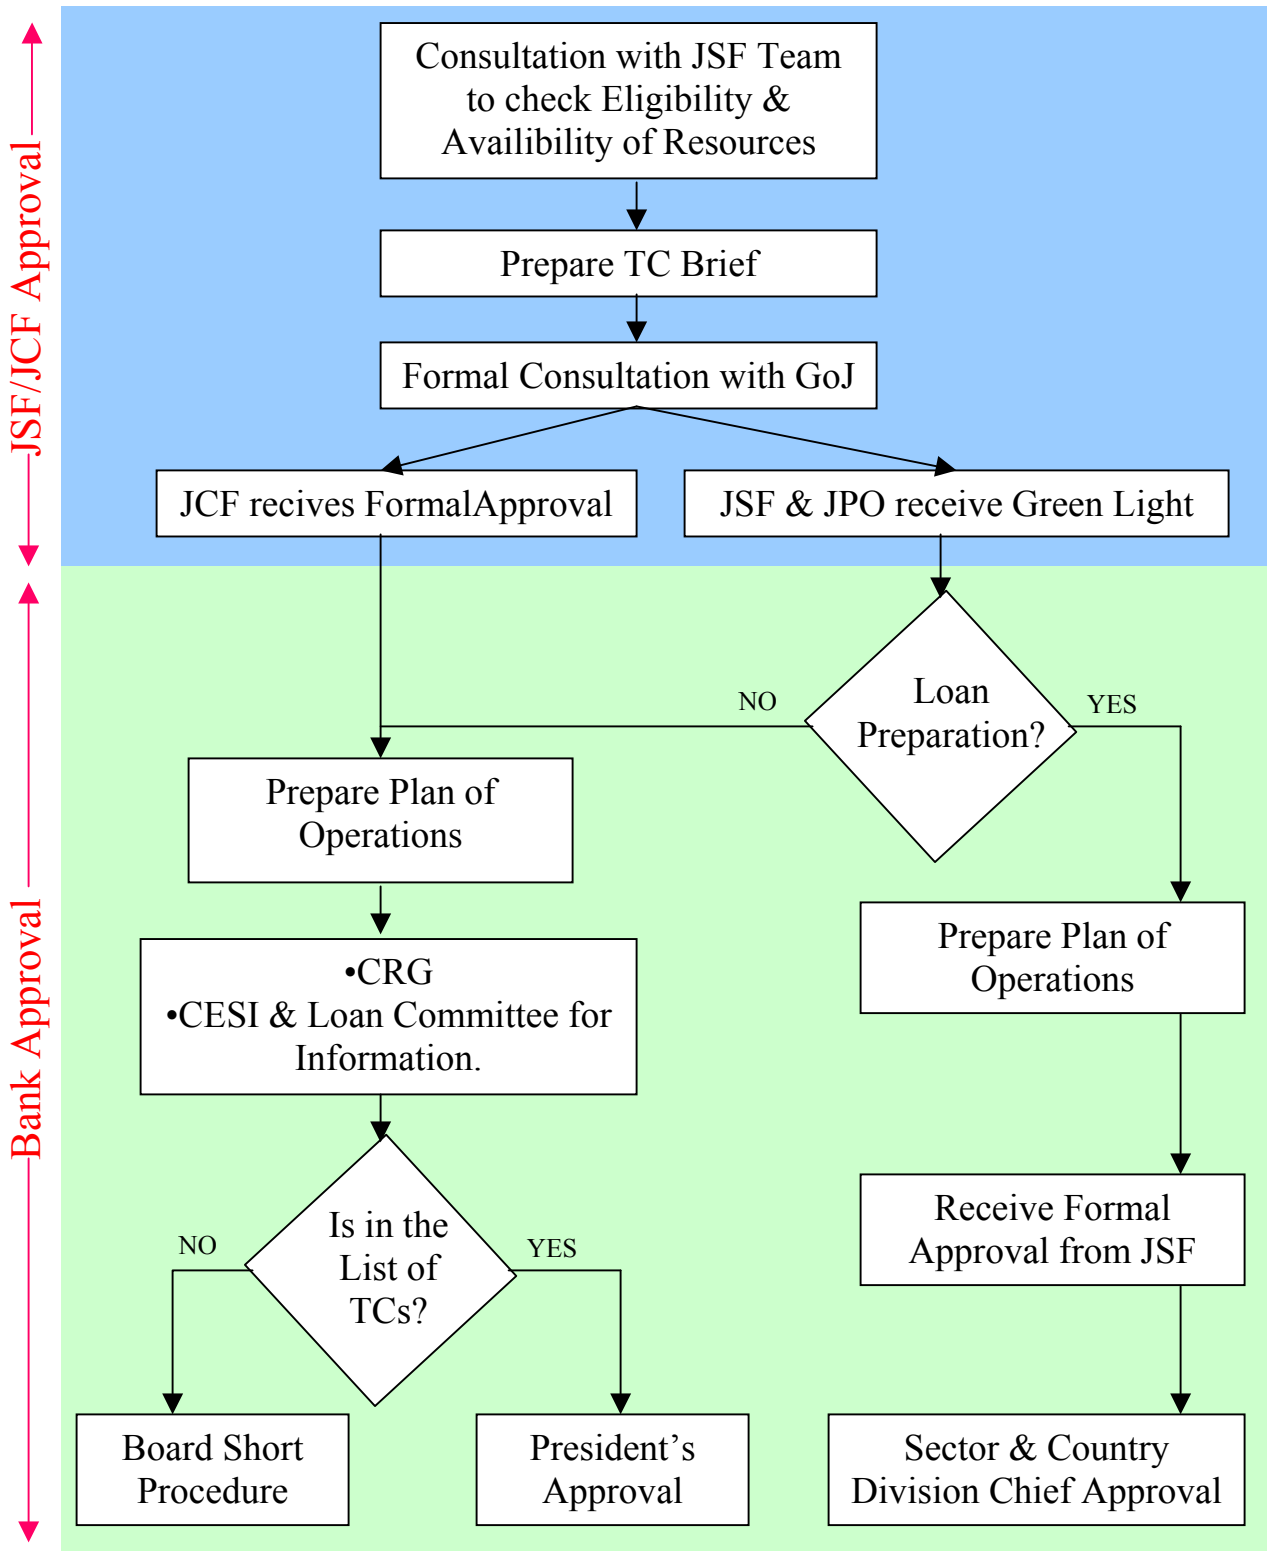 JSF/JCF Approval
Consultation with JSF Team
to check Eligibility &
Availibility of Resources
Prepare TC Brief
Formal Consultation with GoJ
JCF recives FormalApproval
JSF & JPO receive Green Light
Bank Approval
Loan
Preparation?
NO
YES
Prepare Plan of
Operations
Prepare Plan of
Operations
•CRG
•CESI & Loan Committee for
Information.
Is in the
List of
TCs?
NO
YES
Receive Formal
Approval from JSF
Board Short
Procedure
President’s
Approval
Sector & Country
Division Chief Approval